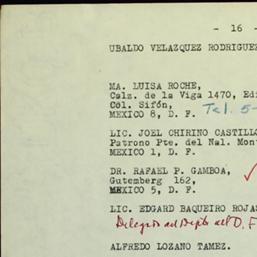 - 16 -
UBALDO VELAZQUEZ RODRIGUEZ
MA. LUISA ROCHE,
Calz. de la Viga 1470, Edi
Cól. Sifón,
Tel. 5-
MEXICO 8, D. F.
LIC. JOEL CHIRINO CASTILLO
Patrono Pte. del Nal. Mont
MEXICO 1, D. F.
DR. RAFAEL P. GAMBOA,
Gutemberg 162,
MEXICO 5, D. F.
LIC. EDGARD BAQUEIRO ROJAS
Delegado del Depto del D. F
ALFREDO LOZANO TAMEZ.